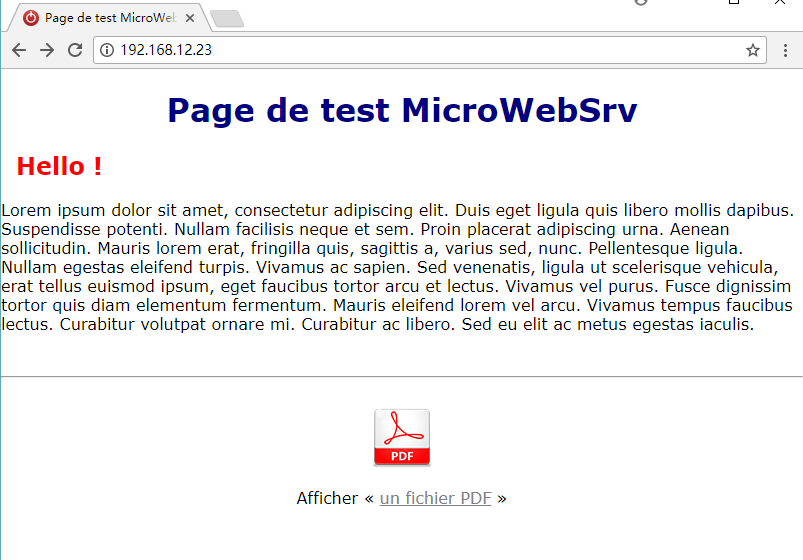 Page de test MicroWeb
192.168.12.23
Page de test MicroWebSrv
Hello !
Lorem ipsum dolor sit amet, consectetur adipiscing elit. Duis eget ligula quis libero mollis dapibus.
Suspendisse potenti. Nullam facilisis neque et sem. Proin placerat adipiscing urna. Aenean
sollicitudin. Mauris lorem erat, fringilla quis, sagittis a, varius sed, nunc. Pellentesque ligula.
Nullam egestas eleifend turpis. Vivamus ac sapien. Sed venenatis, ligula ut scelerisque vehicula,
erat tellus euismod ipsum, eget faucibus tortor arcu et lectus. Vivamus vel purus. Fusce dignissim
tortor quis diam elementum fermentum. Mauris eleifend lorem vel arcu. Vivamus tempus faucibus
lectus. Curabitur volutpat ornare mi. Curabitur ac libero. Sed eu elit ac metus egestas iaculis.
PDF
Afficher « un fichier PDF »